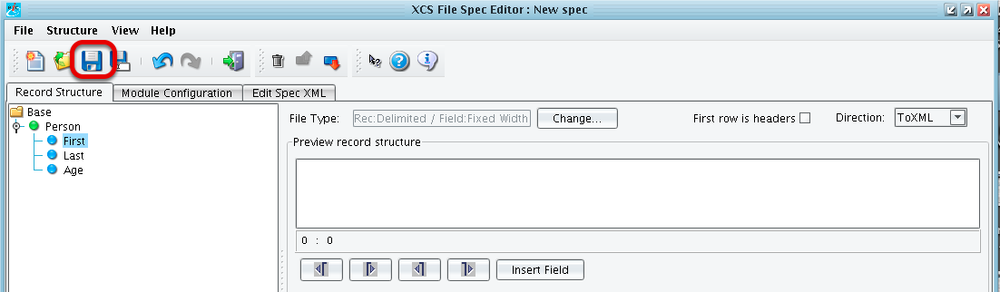 XCS File Spec Editor : New spec
File Structure View Help
Record Structure Module Configuration Edit Spec XML
Base
Person
First
Last
Age
File Type: Rec:Delimited / Field:Fixed Width Change... First row is headers Direction: ToXML
Preview record structure
0 : 0
Insert Field